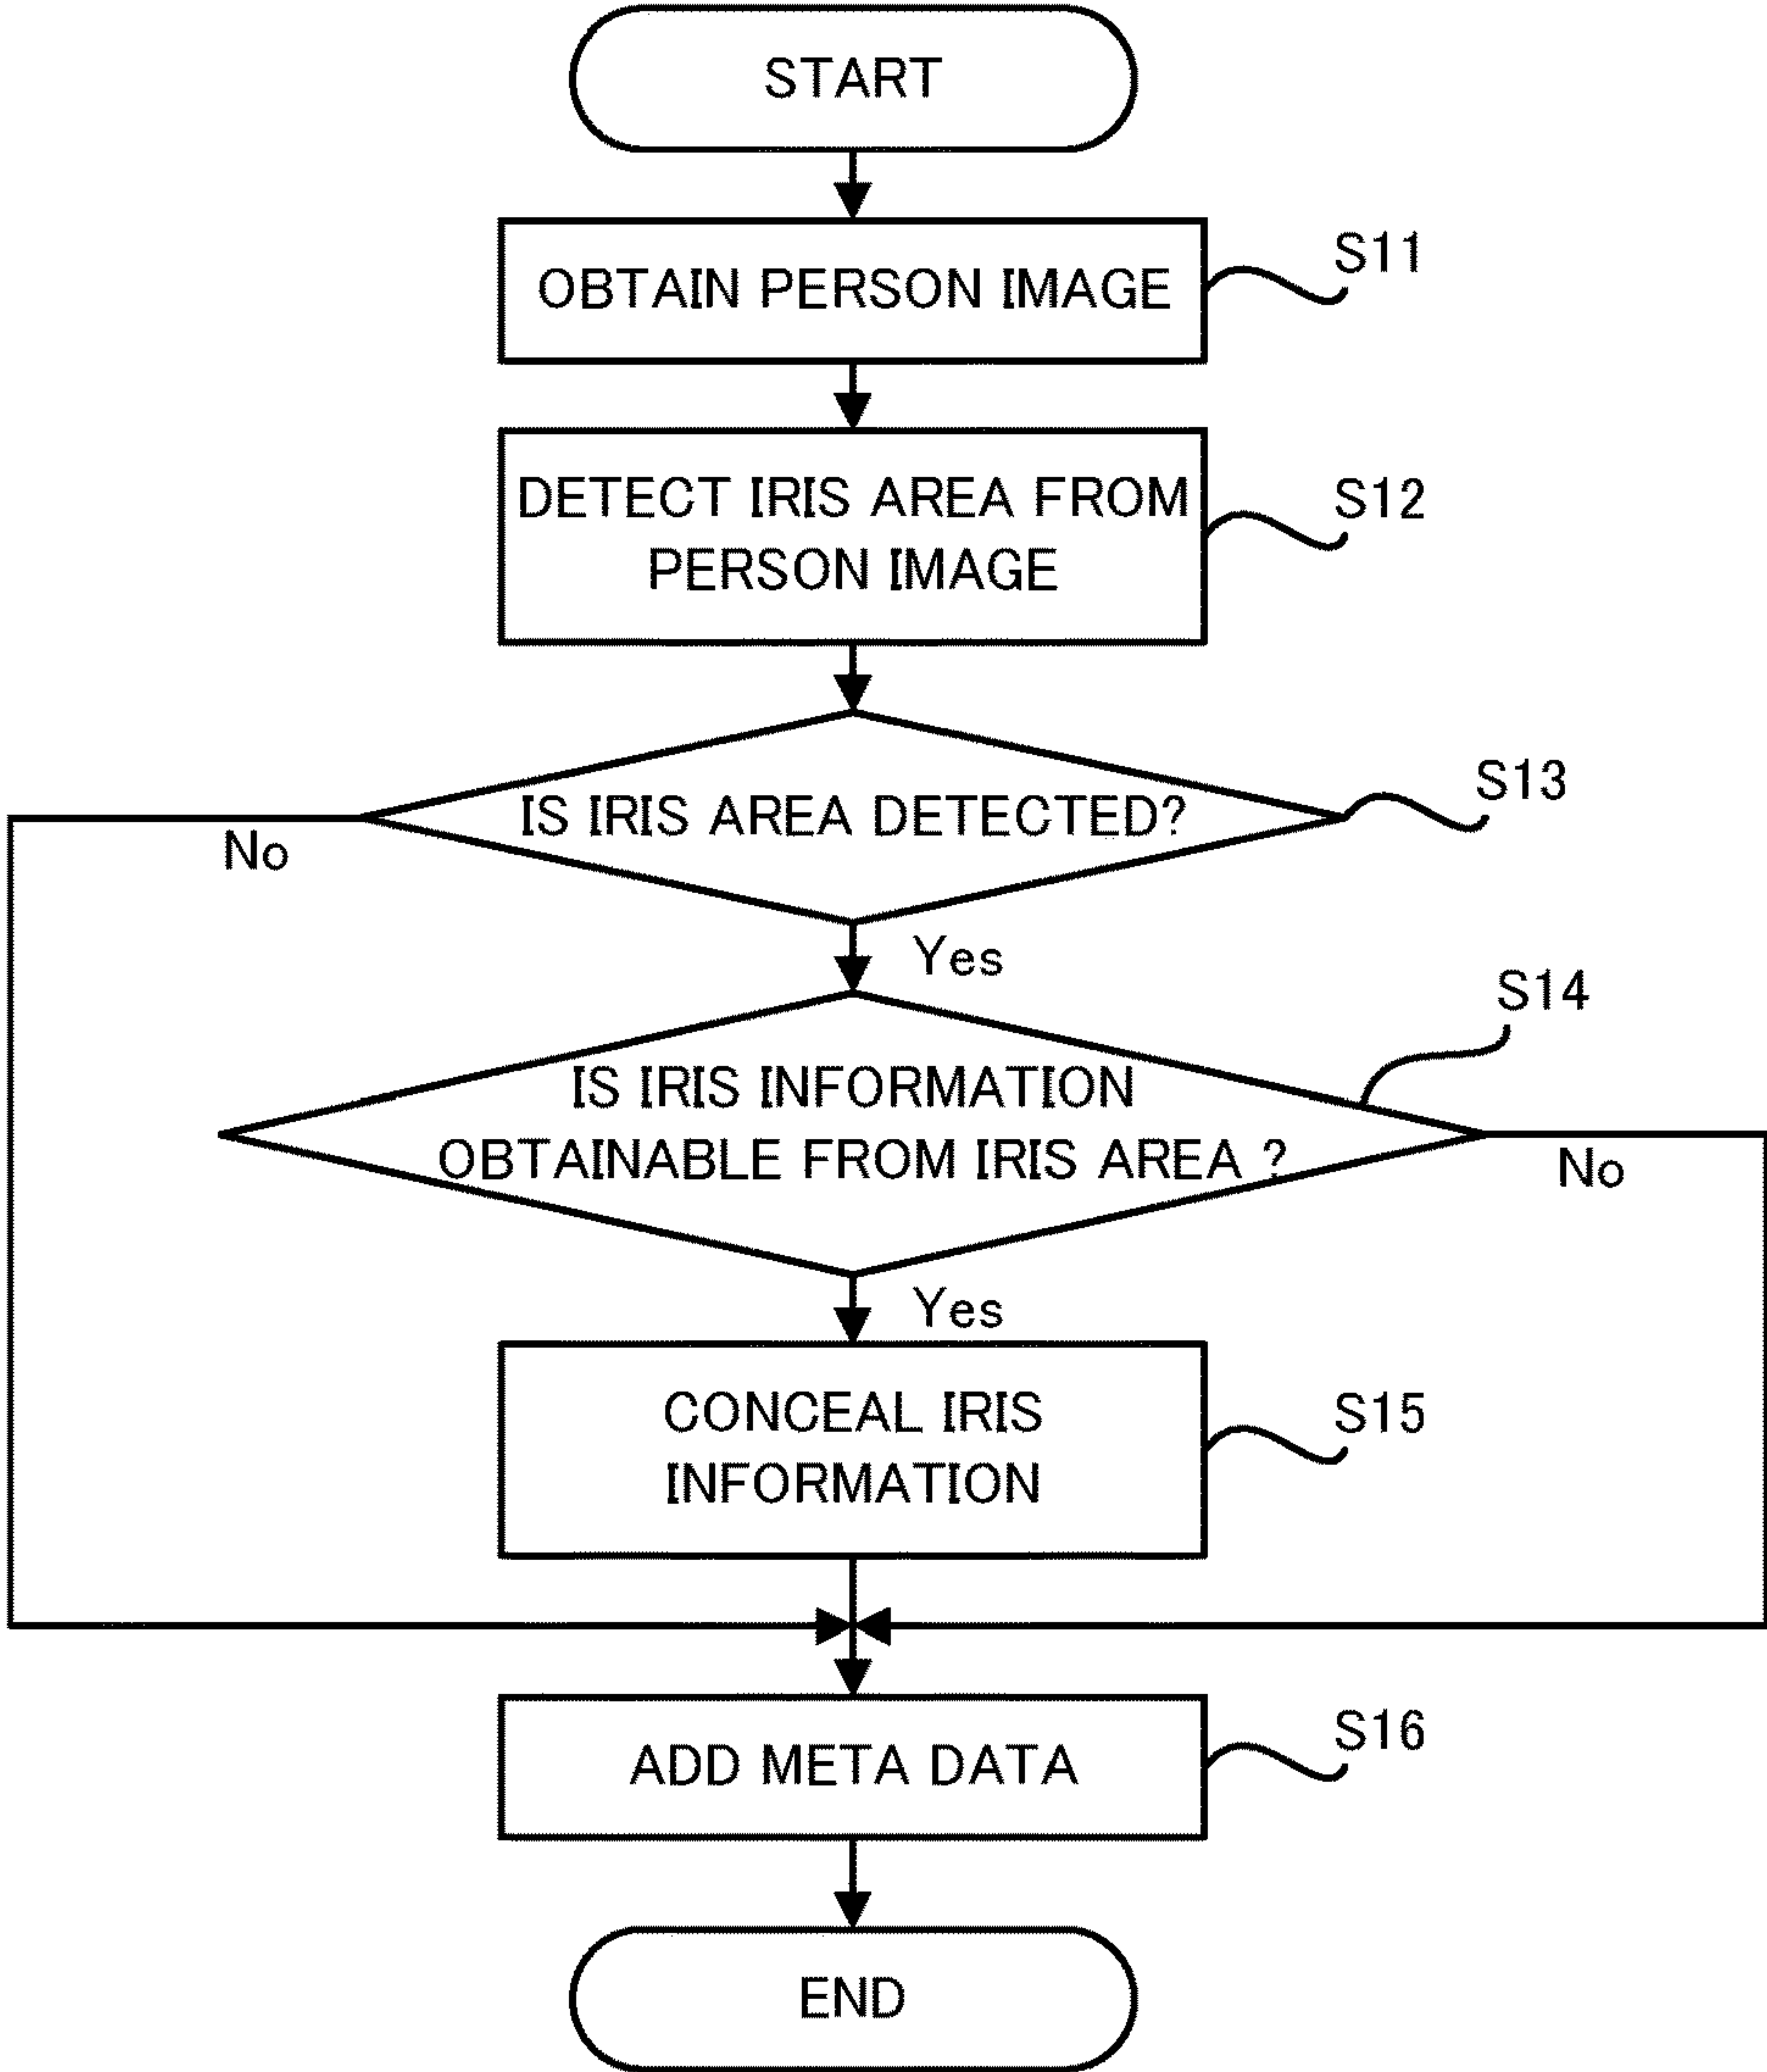 START
OBTAIN PERSON IMAGE
S11
DETECT IRIS AREA FROM
PERSON IMAGE
S12
IS IRIS AREA DETECTED?
S13
No
Yes
S14
IS IRIS INFORMATION
OBTAINABLE FROM IRIS AREA ?
No
Yes
CONCEAL IRIS
INFORMATION
S15
ADD META DATA
S16
END